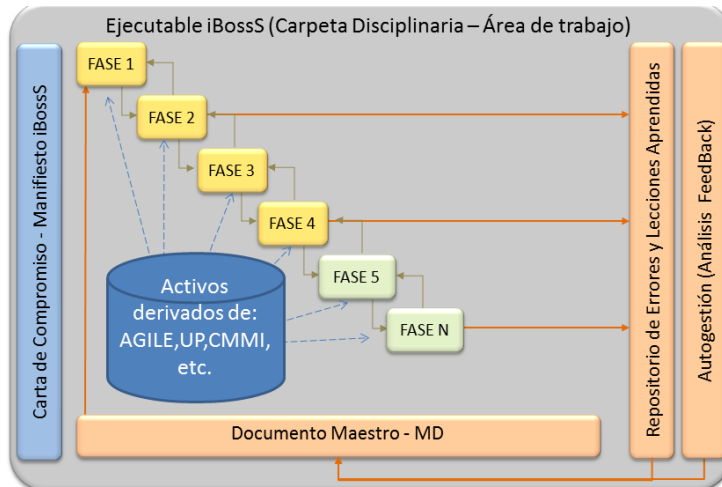 Ejecutable iBossS (Carpeta Disciplinaria – Área de trabajo)
Carta de Compromiso - Manifiesto iBossS
FASE 1
FASE 2
FASE 3
FASE 4
FASE 5
FASE N
Activos
derivados de:
AGILE,UP,CMMI,
etc.
Documento Maestro - MD
Repositorio de Errores y Lecciones Aprendidas
Autogestión (Análisis FeedBack)